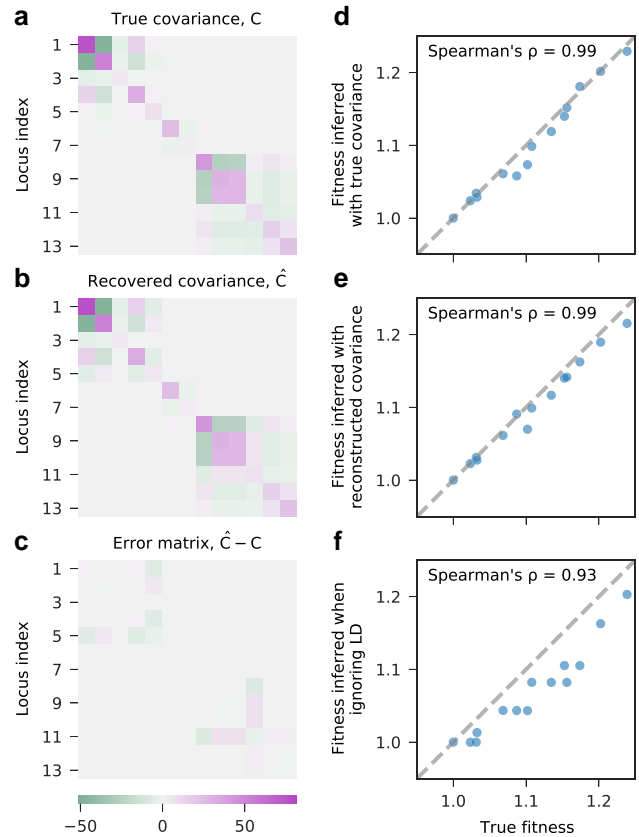 a
True covariance, C
1
3
5
7
9
11
13
Locus index
b
Recovered covariance, Ĉ
1
3
5
7
9
11
13
Locus index
c
Error matrix, Ĉ − C
1
3
5
7
9
11
13
Locus index
−50
0
50
d
Spearman's ρ = 0.99
1.2
1.1
1.0
Fitness inferred
with true covariance
e
Spearman's ρ = 0.99
1.2
1.1
1.0
Fitness inferred with
reconstructed covariance
f
Spearman's ρ = 0.93
1.2
1.1
1.0
Fitness inferred when
ignoring LD
1.0
1.1
1.2
True fitness